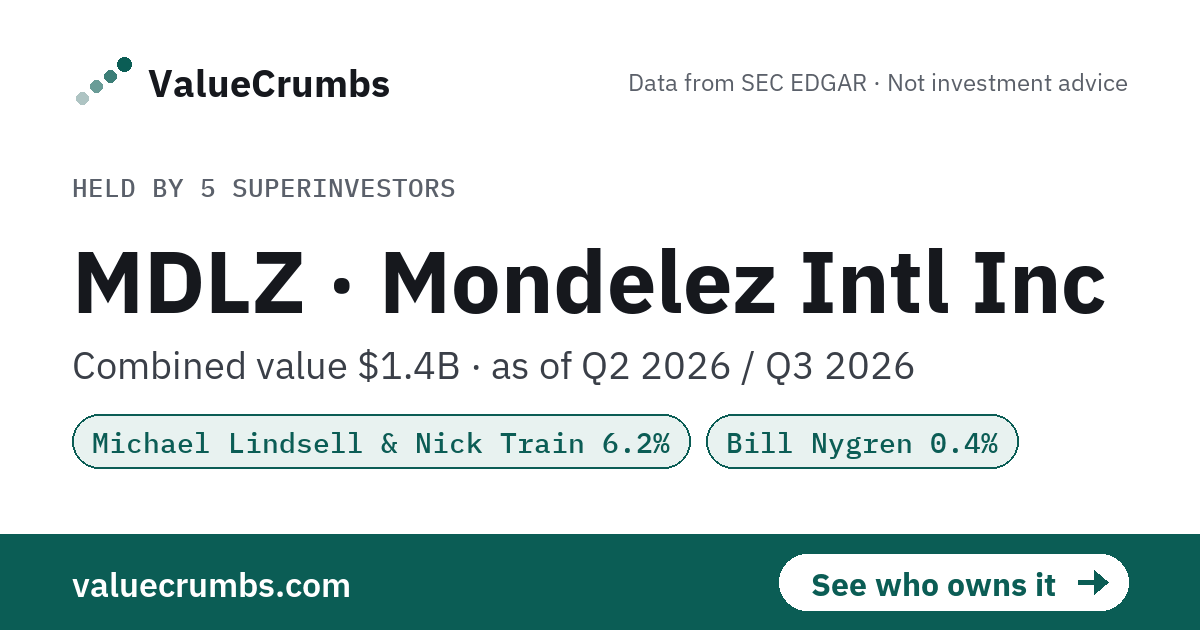 ValueCrumbs
Data from SEC EDGAR · Not investment advice
HELD BY 5 SUPERINVESTORS
MDLZ · Mondelez Intl Inc
Combined value $1.4B · as of Q2 2026 / Q3 2026
Michael Lindsell & Nick Train 6.2%
Bill Nygren 0.4%
valuecrumbs.com
See who owns it →